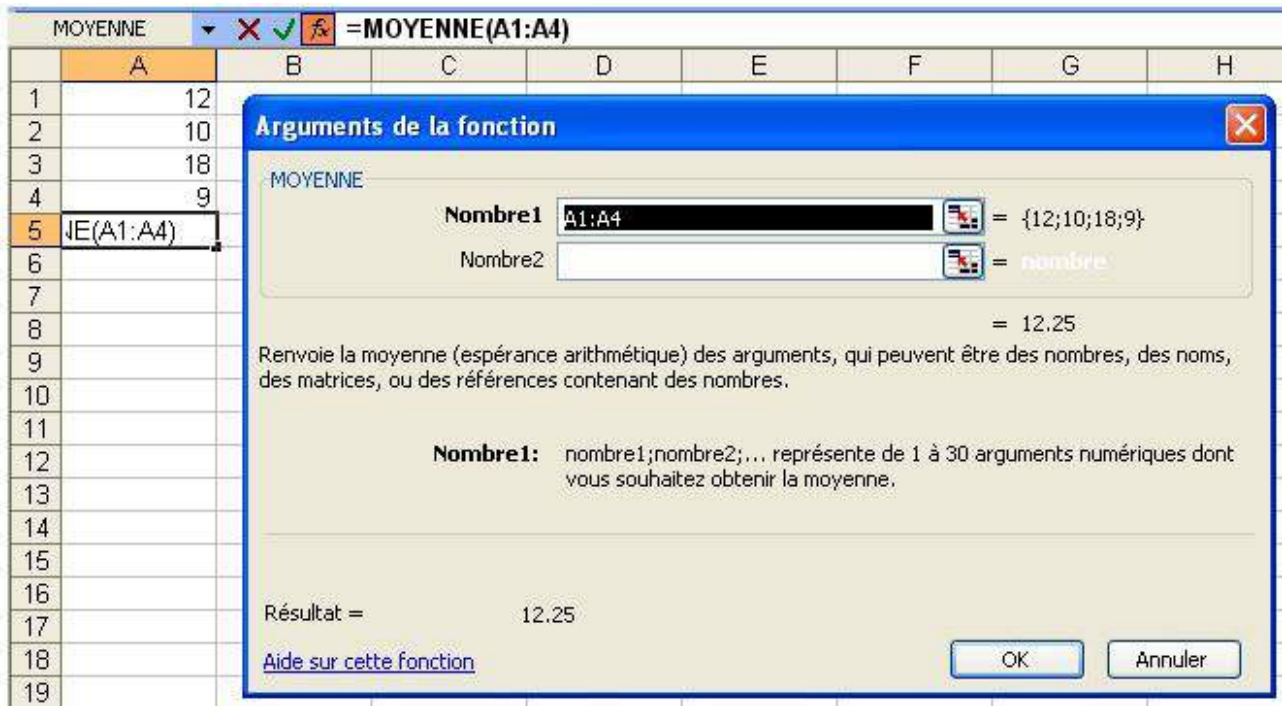 MOYENNE =MOYENNE(A1:A4)
A B C D E F G H
1 12
2 10
3 18
4 9
5 NE(A1:A4)
6
7
8
9
10
11
12
13
14
15
16
17
18
19
Arguments de la fonction
MOYENNE
Nombre1 A1:A4 = {12;10;18;9}
Nombre2 = nombre
= 12.25
Renvoie la moyenne (espérance arithmétique) des arguments, qui peuvent être des nombres, des noms,
des matrices, ou des références contenant des nombres.
Nombre1: nombre1;nombre2;... représente de 1 à 30 arguments numériques dont
vous souhaitez obtenir la moyenne.
Résultat = 12.25
Aide sur cette fonction OK Annuler